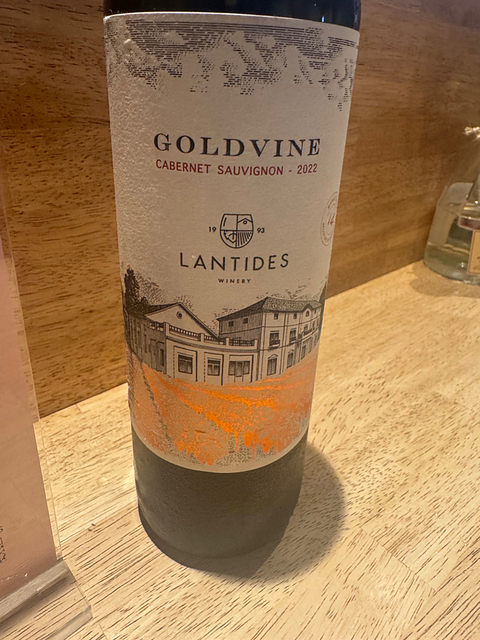 GOLDVINE
CABERNET SAUVIGNON - 2022
19 93
LANTIDES
WINERY